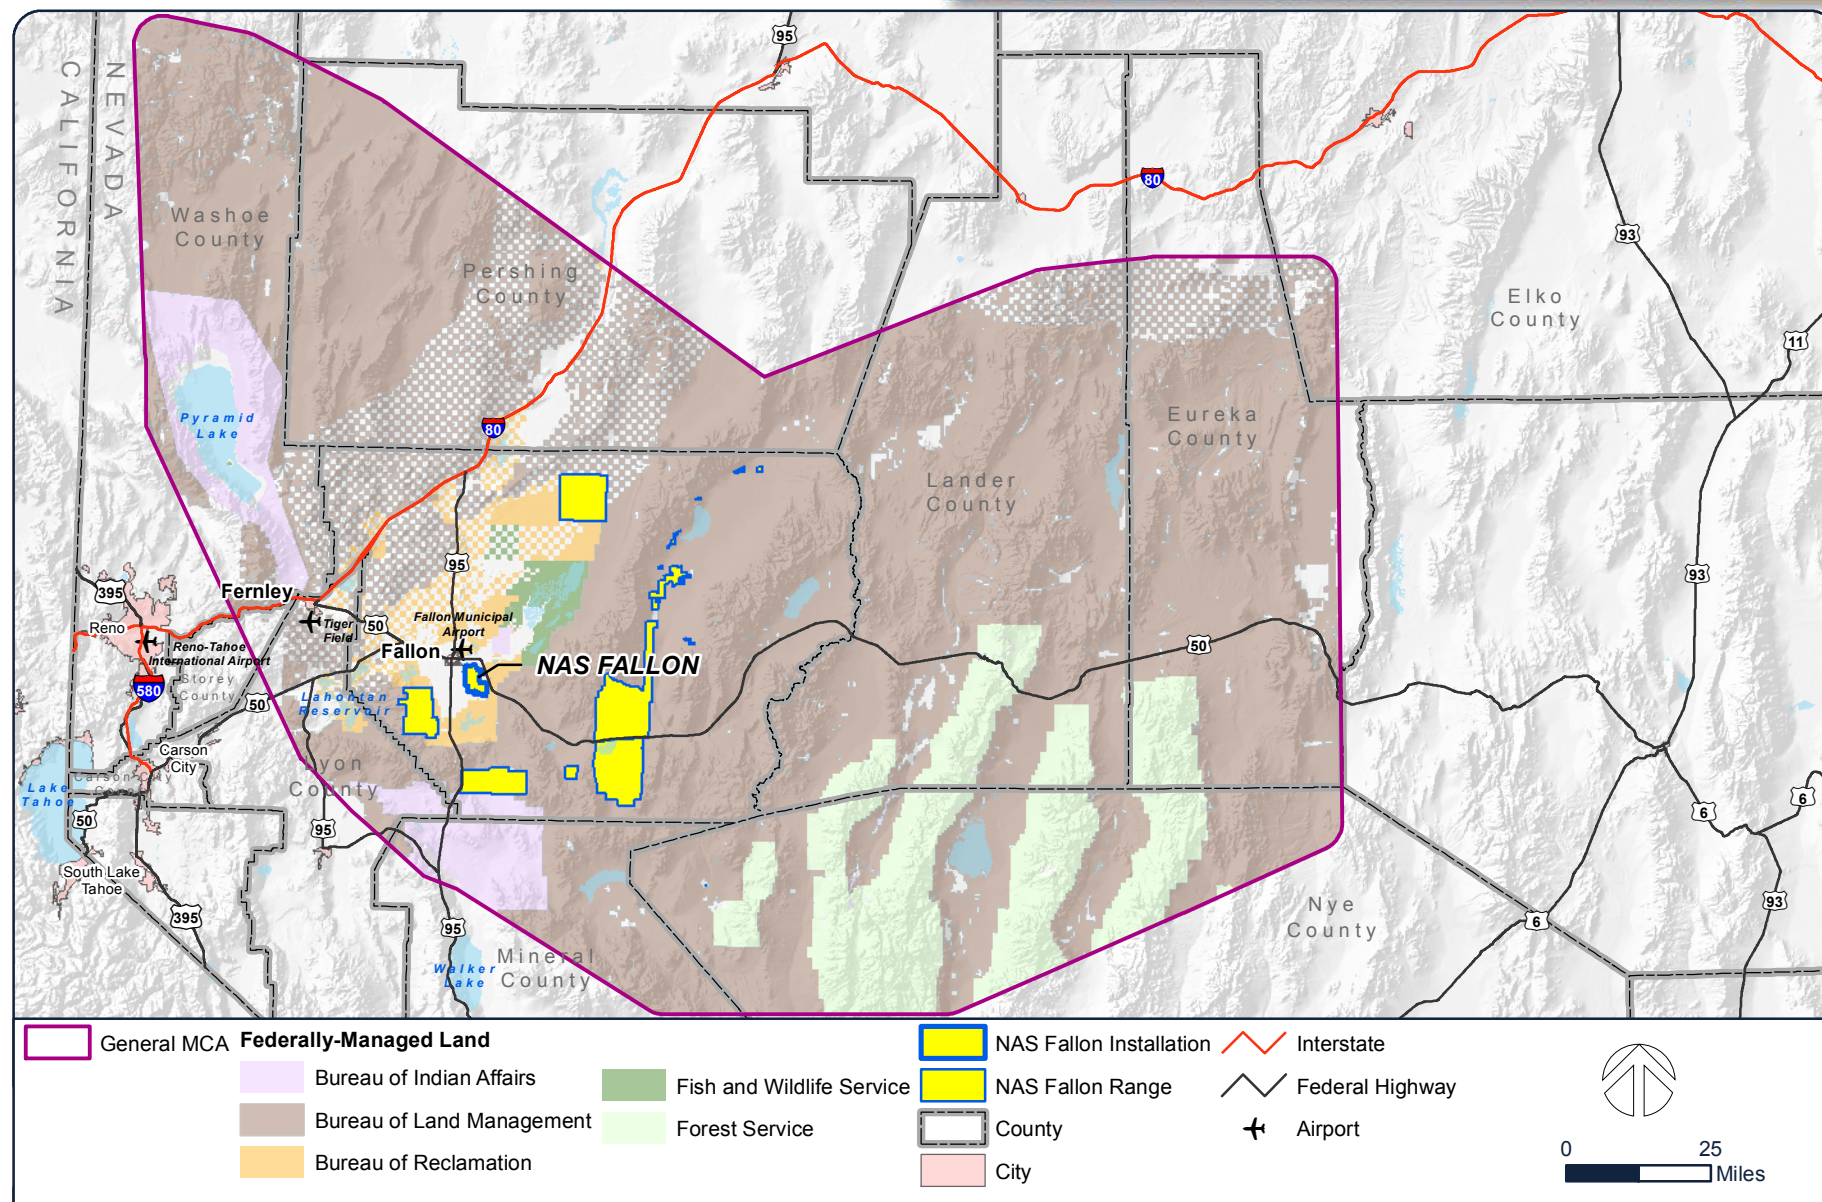 95
NEVADA
CALIFORNIA
80
93
Washoe
County
Pershing
County
Elko
County
11
Pyramid
Lake
80
Eureka
County
Lander
County
95
93
395
Fernley
Reno
Tiger
Field
50
Fallon Municipal
Airport
Reno-Tahoe
International Airport
Fallon
NAS FALLON
50
580
Storey
County
50
Lahontan
Reservoir
Carson
City
Carson City
Lyon
County
Lake
Tahoe
50
95
6
6
South Lake
Tahoe
395
95
Nye
County
6
93
Mineral
County
Walker
Lake
General MCA
Federally-Managed Land
Bureau of Indian Affairs
Bureau of Land Management
Bureau of Reclamation
Fish and Wildlife Service
Forest Service
NAS Fallon Installation
NAS Fallon Range
County
City
Interstate
Federal Highway
Airport
0 25
Miles